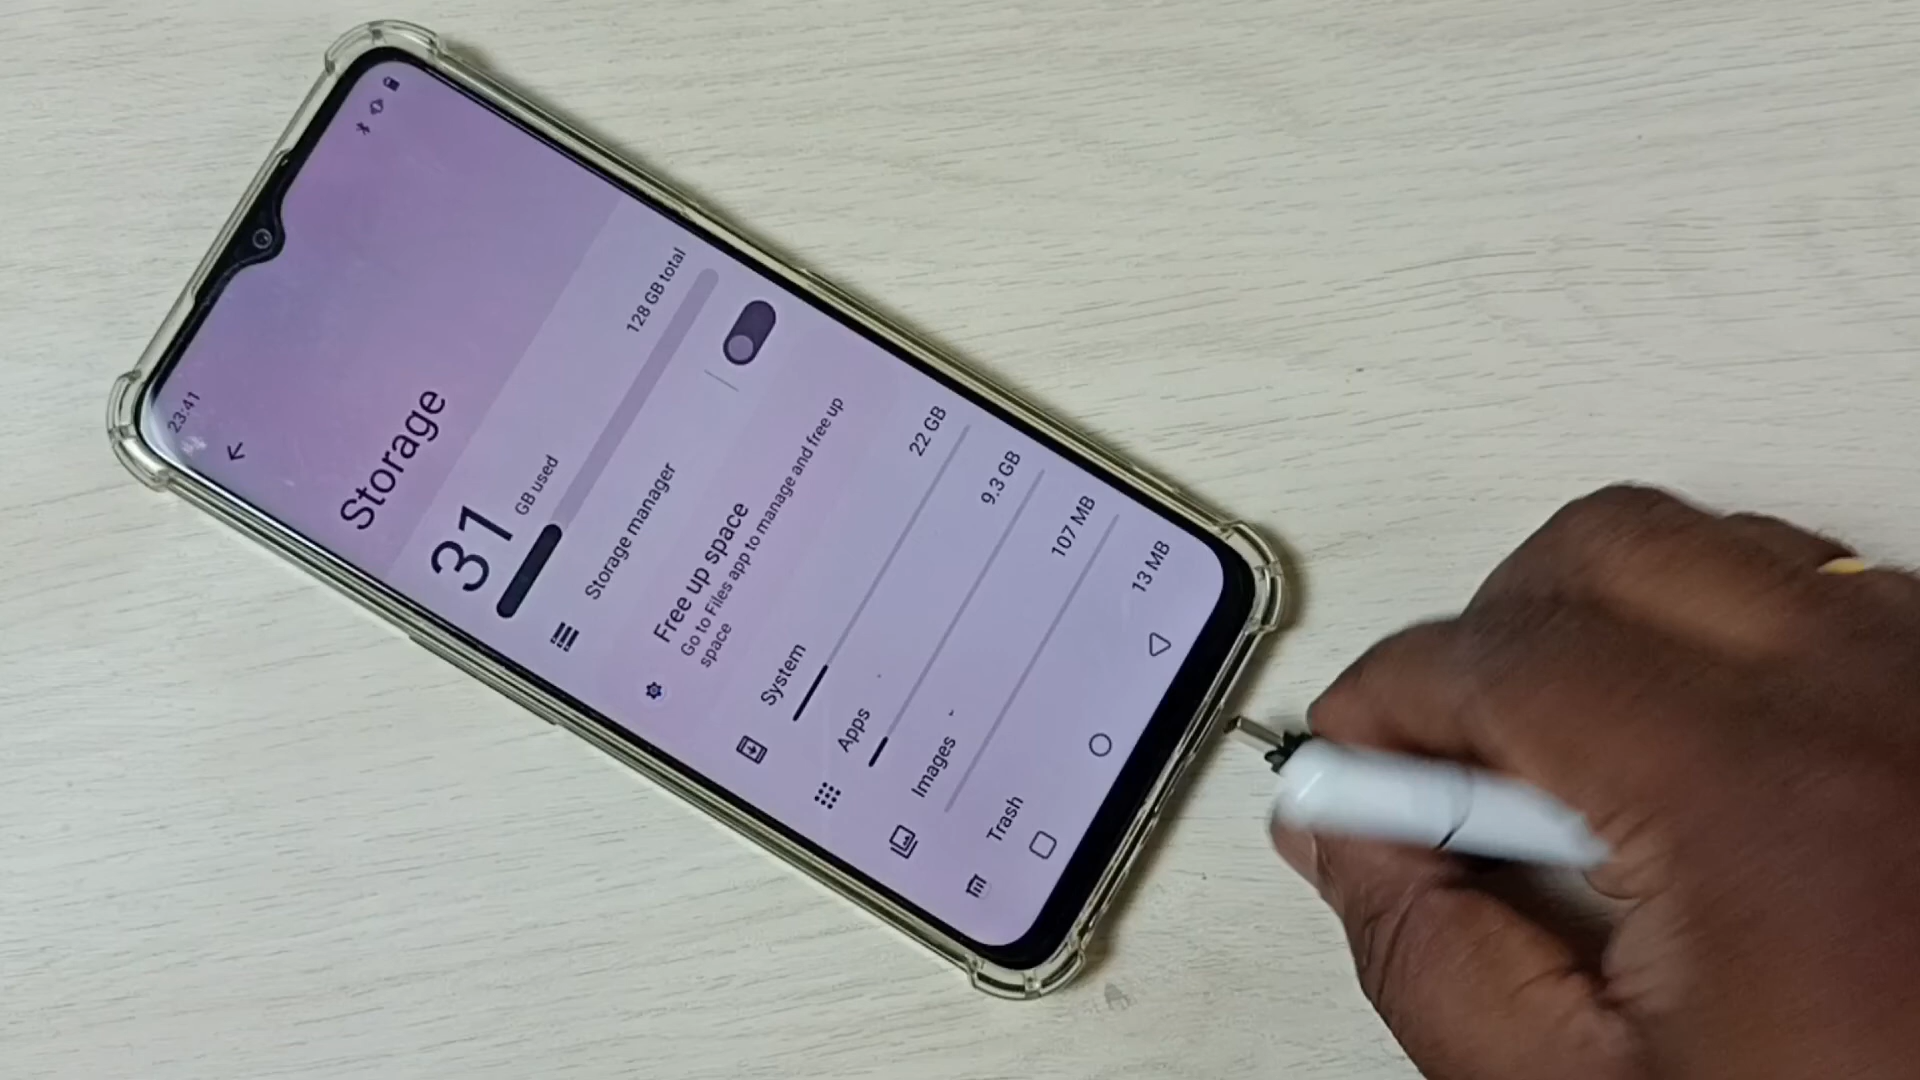 23:41
Storage
31 GB used
128 GB total
Storage manager
Free up space
Go to Files app to manage and free up
space
System
22 GB
Apps
9.3 GB
Images
107 MB
Trash
13 MB